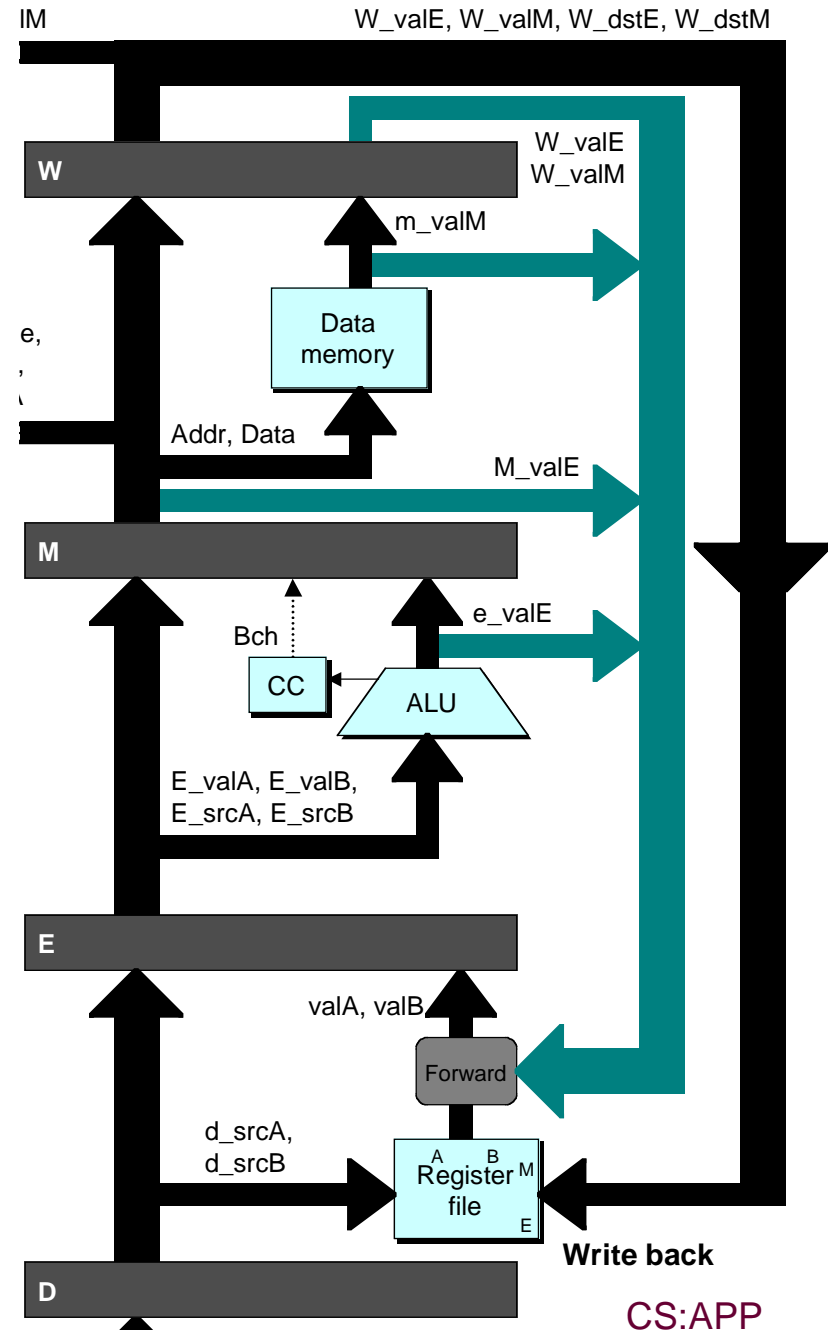 IM
W_valE, W_valM, W_dstE, W_dstM
W_valE
W_valM
W
m_valM
Data
memory
e,
,
Addr, Data
M_valE
M
e_valE
Bch
CC
ALU
E_valA, E_valB,
E_srcA, E_srcB
E
valA, valB
Forward
d_srcA,
d_srcB
A B
M
Register
file
E
Write back
D
CS:APP